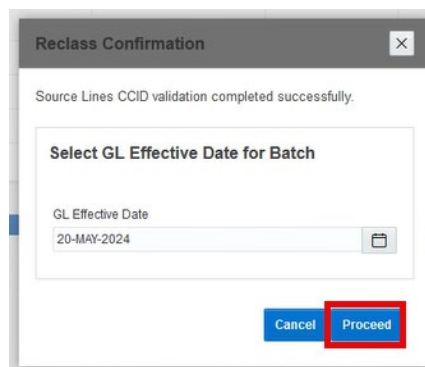 Reclass Confirmation
Source Lines CCID validation completed successfully.
Select GL Effective Date for Batch
GL Effective Date
20-MAY-2024
Cancel Proceed